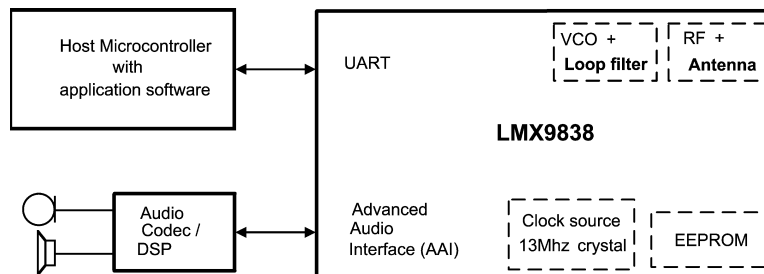 Host Microcontroller
with
application software
UART
VCO +
Loop filter
RF +
Antenna
LMX9838
Audio
Codec /
DSP
Advanced
Audio
Interface (AAI)
Clock source
13Mhz crystal
EEPROM